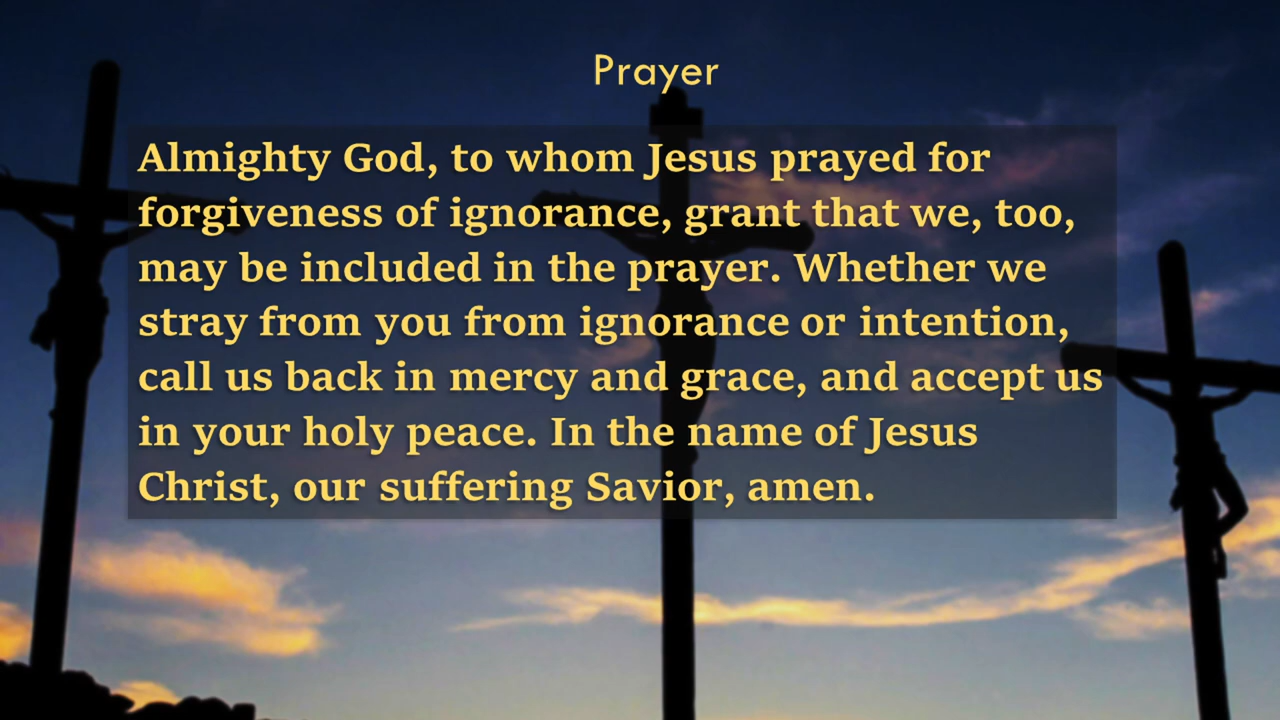 Prayer
Almighty God, to whom Jesus prayed for
forgiveness of ignorance, grant that we, too,
may be included in the prayer. Whether we
stray from you from ignorance or intention,
call us back in mercy and grace, and accept us
in your holy peace. In the name of Jesus
Christ, our suffering Savior, amen.